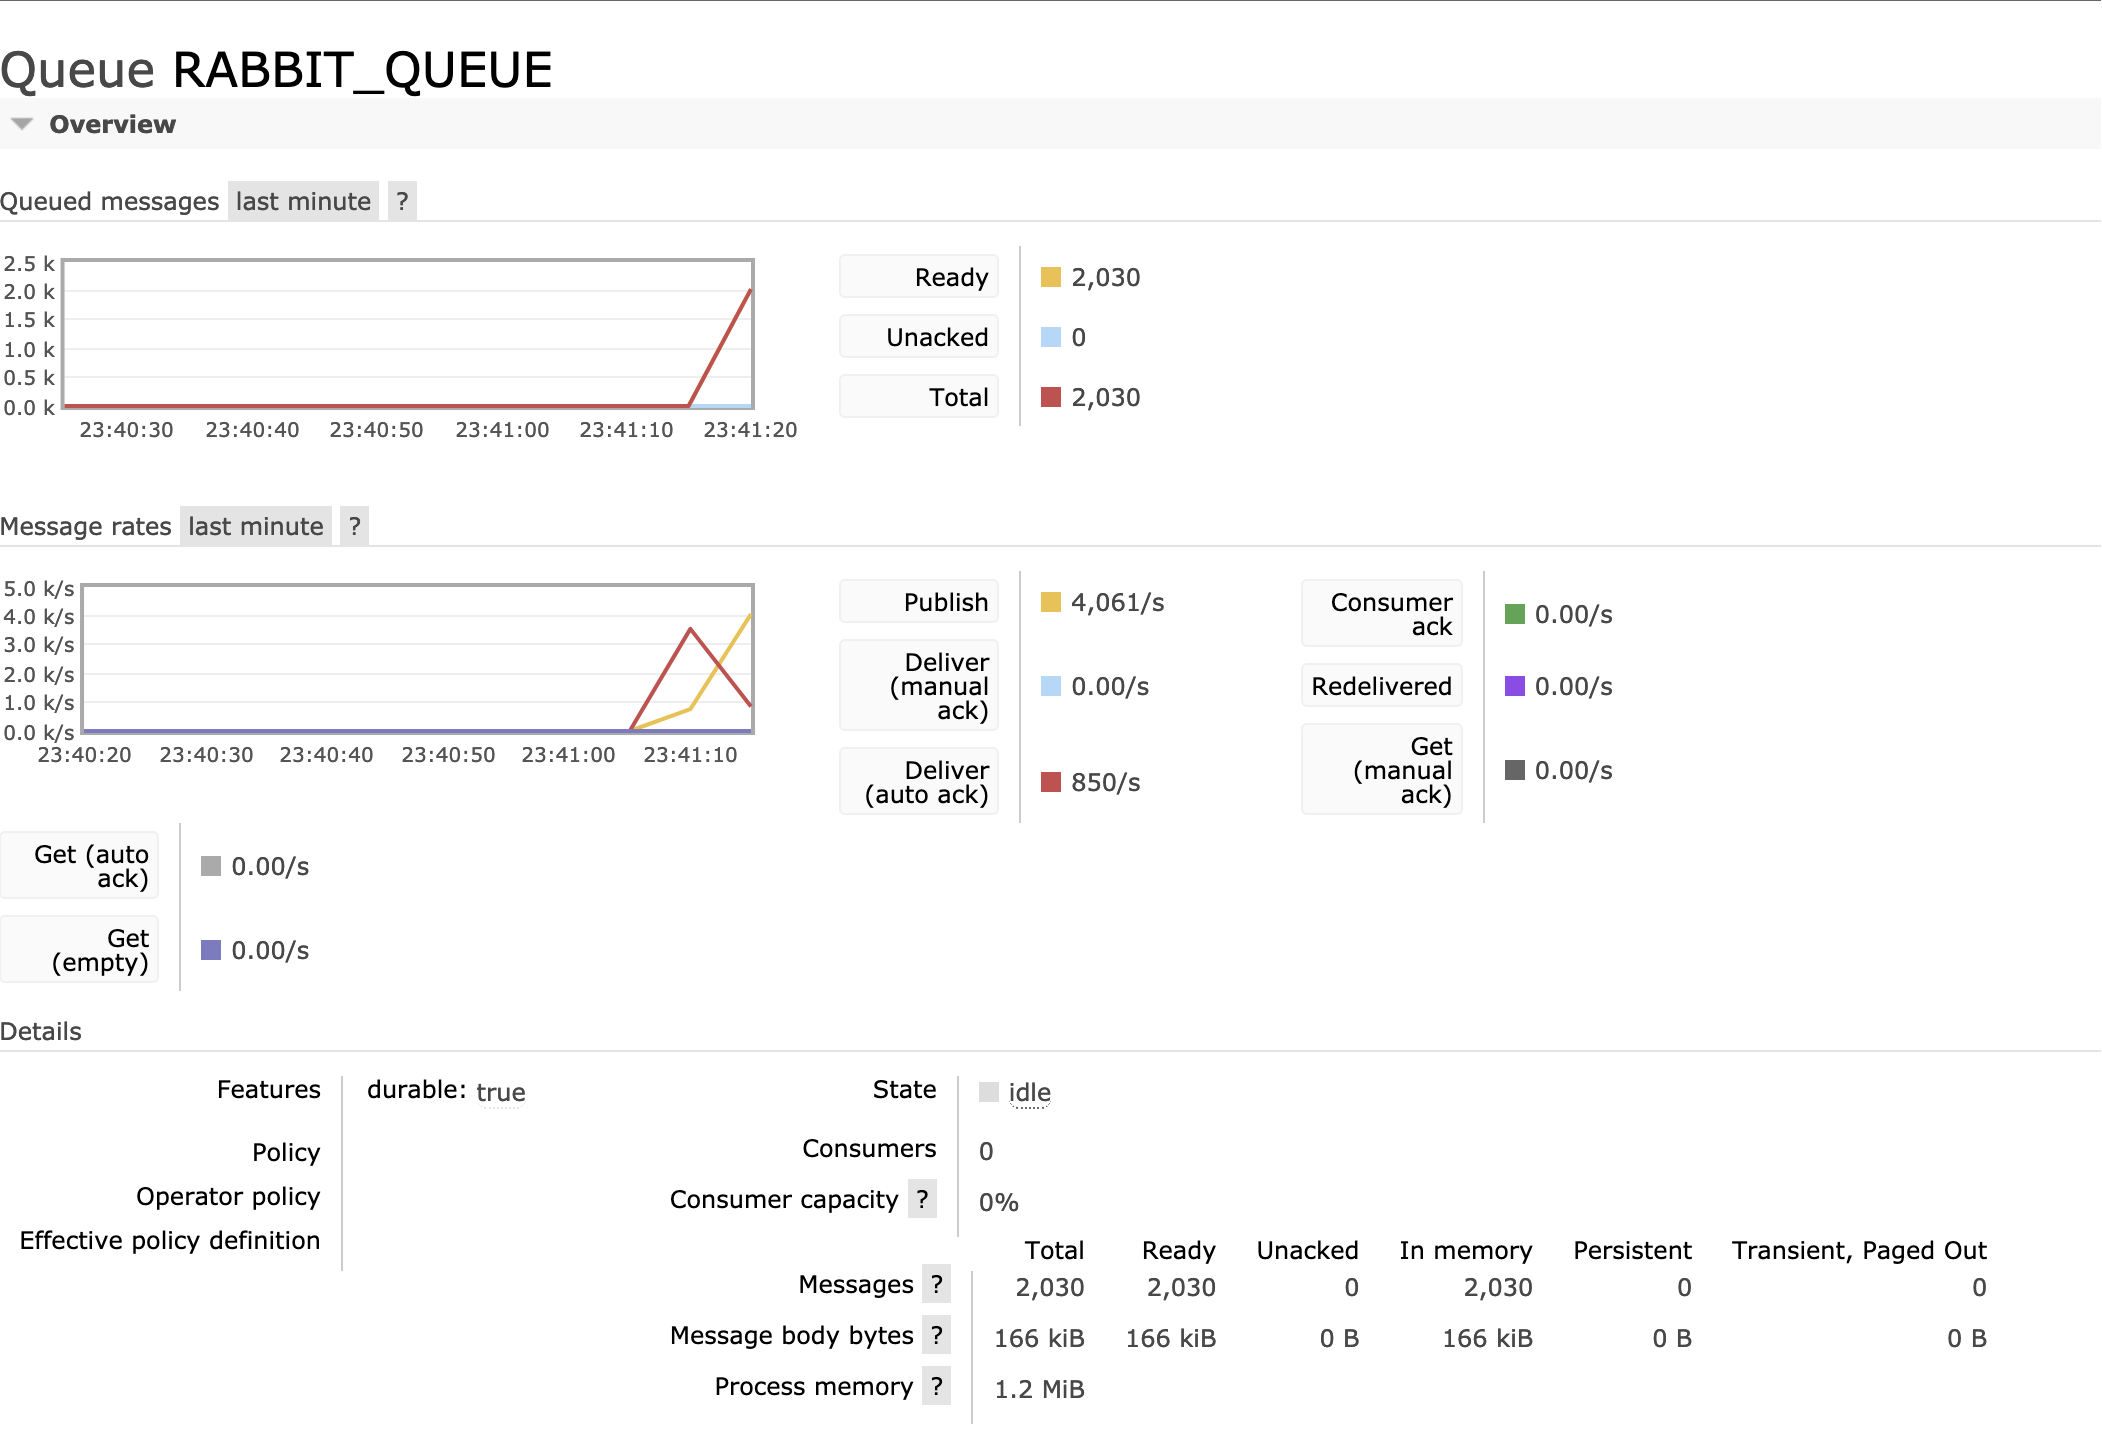 Queue RABBIT_QUEUE
Overview
Queued messages last minute ?
2.5 k
2.0 k
1.5 k
1.0 k
0.5 k
0.0 k
23:40:30 23:40:40 23:40:50 23:41:00 23:41:10 23:41:20
Ready 2,030
Unacked 0
Total 2,030
Message rates last minute ?
5.0 k/s
4.0 k/s
3.0 k/s
2.0 k/s
1.0 k/s
0.0 k/s
23:40:20 23:40:30 23:40:40 23:40:50 23:41:00 23:41:10
Publish 4,061/s
Deliver
(manual 0.00/s
ack)
Deliver
(auto ack) 850/s
Consumer
ack 0.00/s
Redelivered 0.00/s
Get
(manual 0.00/s
ack)
Get (auto
ack) 0.00/s
Get
(empty) 0.00/s
Details
Features durable: true
Policy
Operator policy
Effective policy definition
State idle
Consumers 0
Consumer capacity ? 0%
Total Ready Unacked In memory Persistent Transient, Paged Out
Messages ? 2,030 2,030 0 2,030 0 0
Message body bytes ? 166 kiB 166 kiB 0 B 166 kiB 0 B 0 B
Process memory ? 1.2 MiB